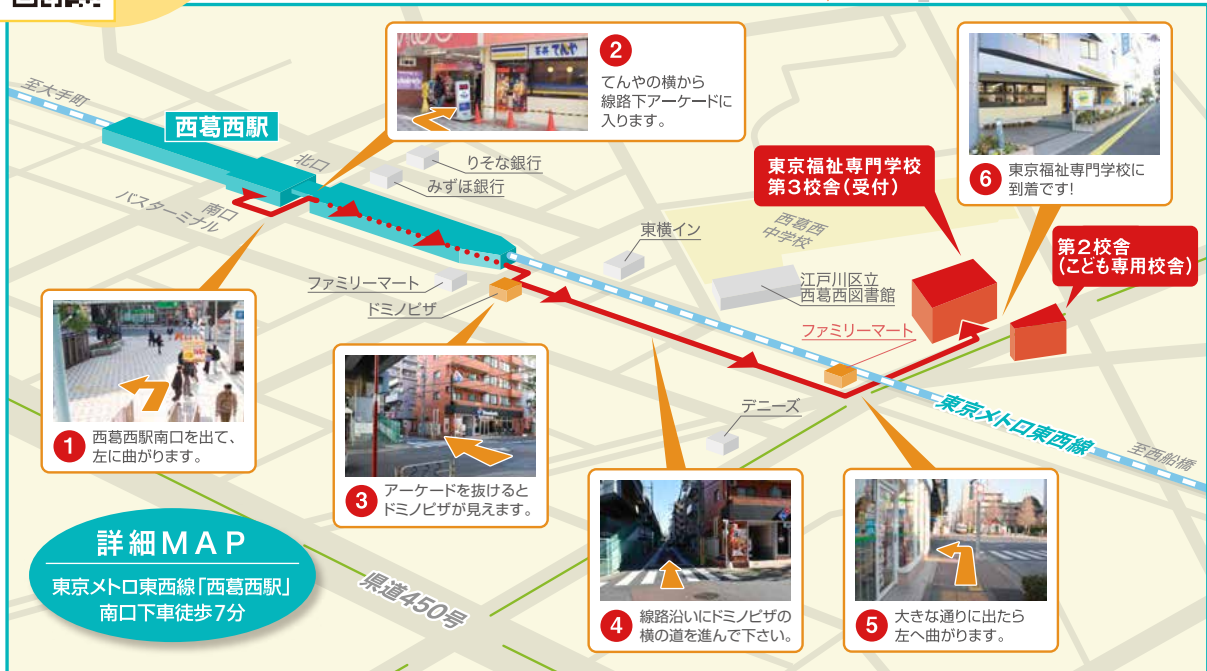 至大手町
西葛西駅
北口
南口
バスターミナル
天丼 てんや
2
てんやの横から
線路下アーケードに
入ります。
りそな銀行
みずほ銀行
東京福祉専門学校
第3校舎(受付)
6
東京福祉専門学校に
到着です!
西葛西
中学校
東横イン
第2校舎
(こども専用校舎)
江戸川区立
西葛西図書館
ファミリーマート
ドミノピザ
ファミリーマート
1
西葛西駅南口を出て、
左に曲がります。
3
アーケードを抜けると
ドミノピザが見えます。
デニーズ
東京メトロ東西線
至西船橋
詳細MAP
東京メトロ東西線「西葛西駅」
南口下車徒歩7分
県道450号
4
線路沿いにドミノピザの
横の道を進んで下さい。
5
大きな通りに出たら
左へ曲がります。